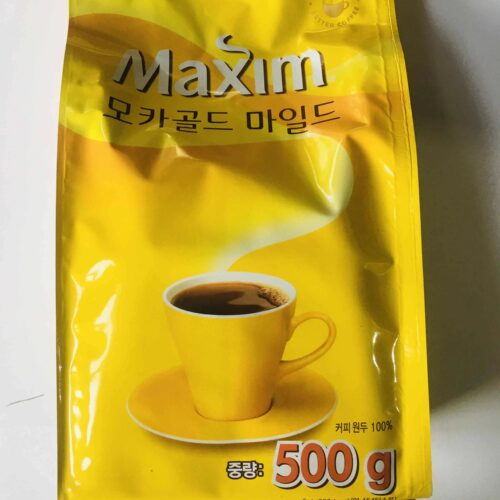 Maxim
모카골드 마일드
커피 원두 100%
중량: 500 g